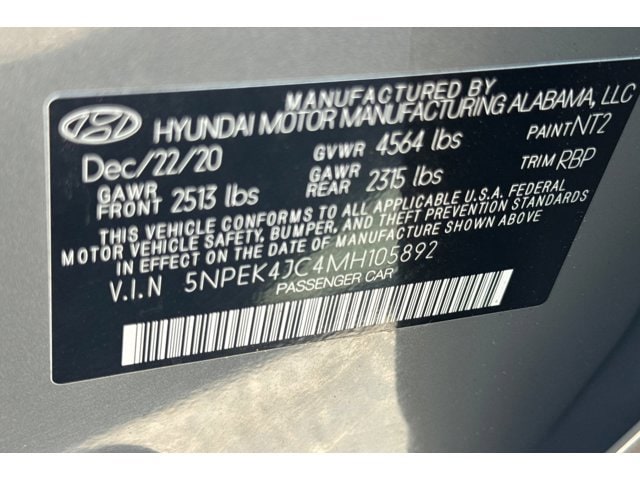 MANUFACTURED BY
HYUNDAI MOTOR MANUFACTURING ALABAMA, LLC
Dec/22/20 GVWR 4564 lbs PAINT NT2
GAWR FRONT 2513 lbs GAWR REAR 2315 lbs TRIM RBP
THIS VEHICLE CONFORMS TO ALL APPLICABLE U.S.A. FEDERAL
MOTOR VEHICLE SAFETY, BUMPER, AND THEFT PREVENTION STANDARDS
IN EFFECT ON THE DATE OF MANUFACTURE SHOWN ABOVE
V.I.N 5NPEK4JC4MH105892
PASSENGER CAR